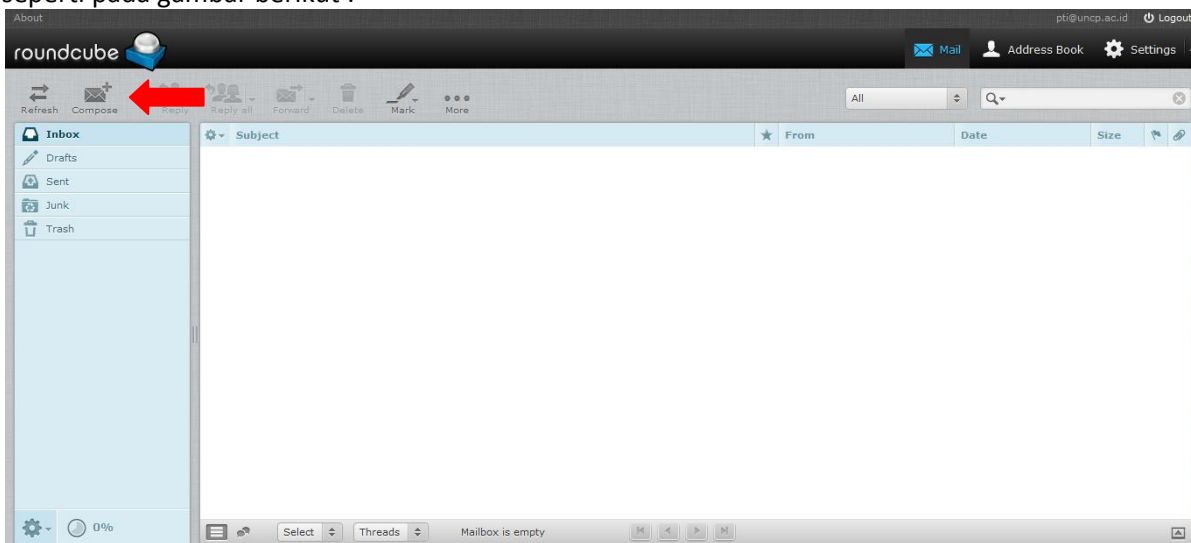 seperti pada gambar berikut :
About pti@uncp.ac.id Logout
roundcube Mail Address Book Settings
Refresh Compose Reply Reply all Forward Delete Mark More All
Inbox Subject From Date Size
Drafts
Sent
Junk
Trash
0% Select Threads Mailbox is empty